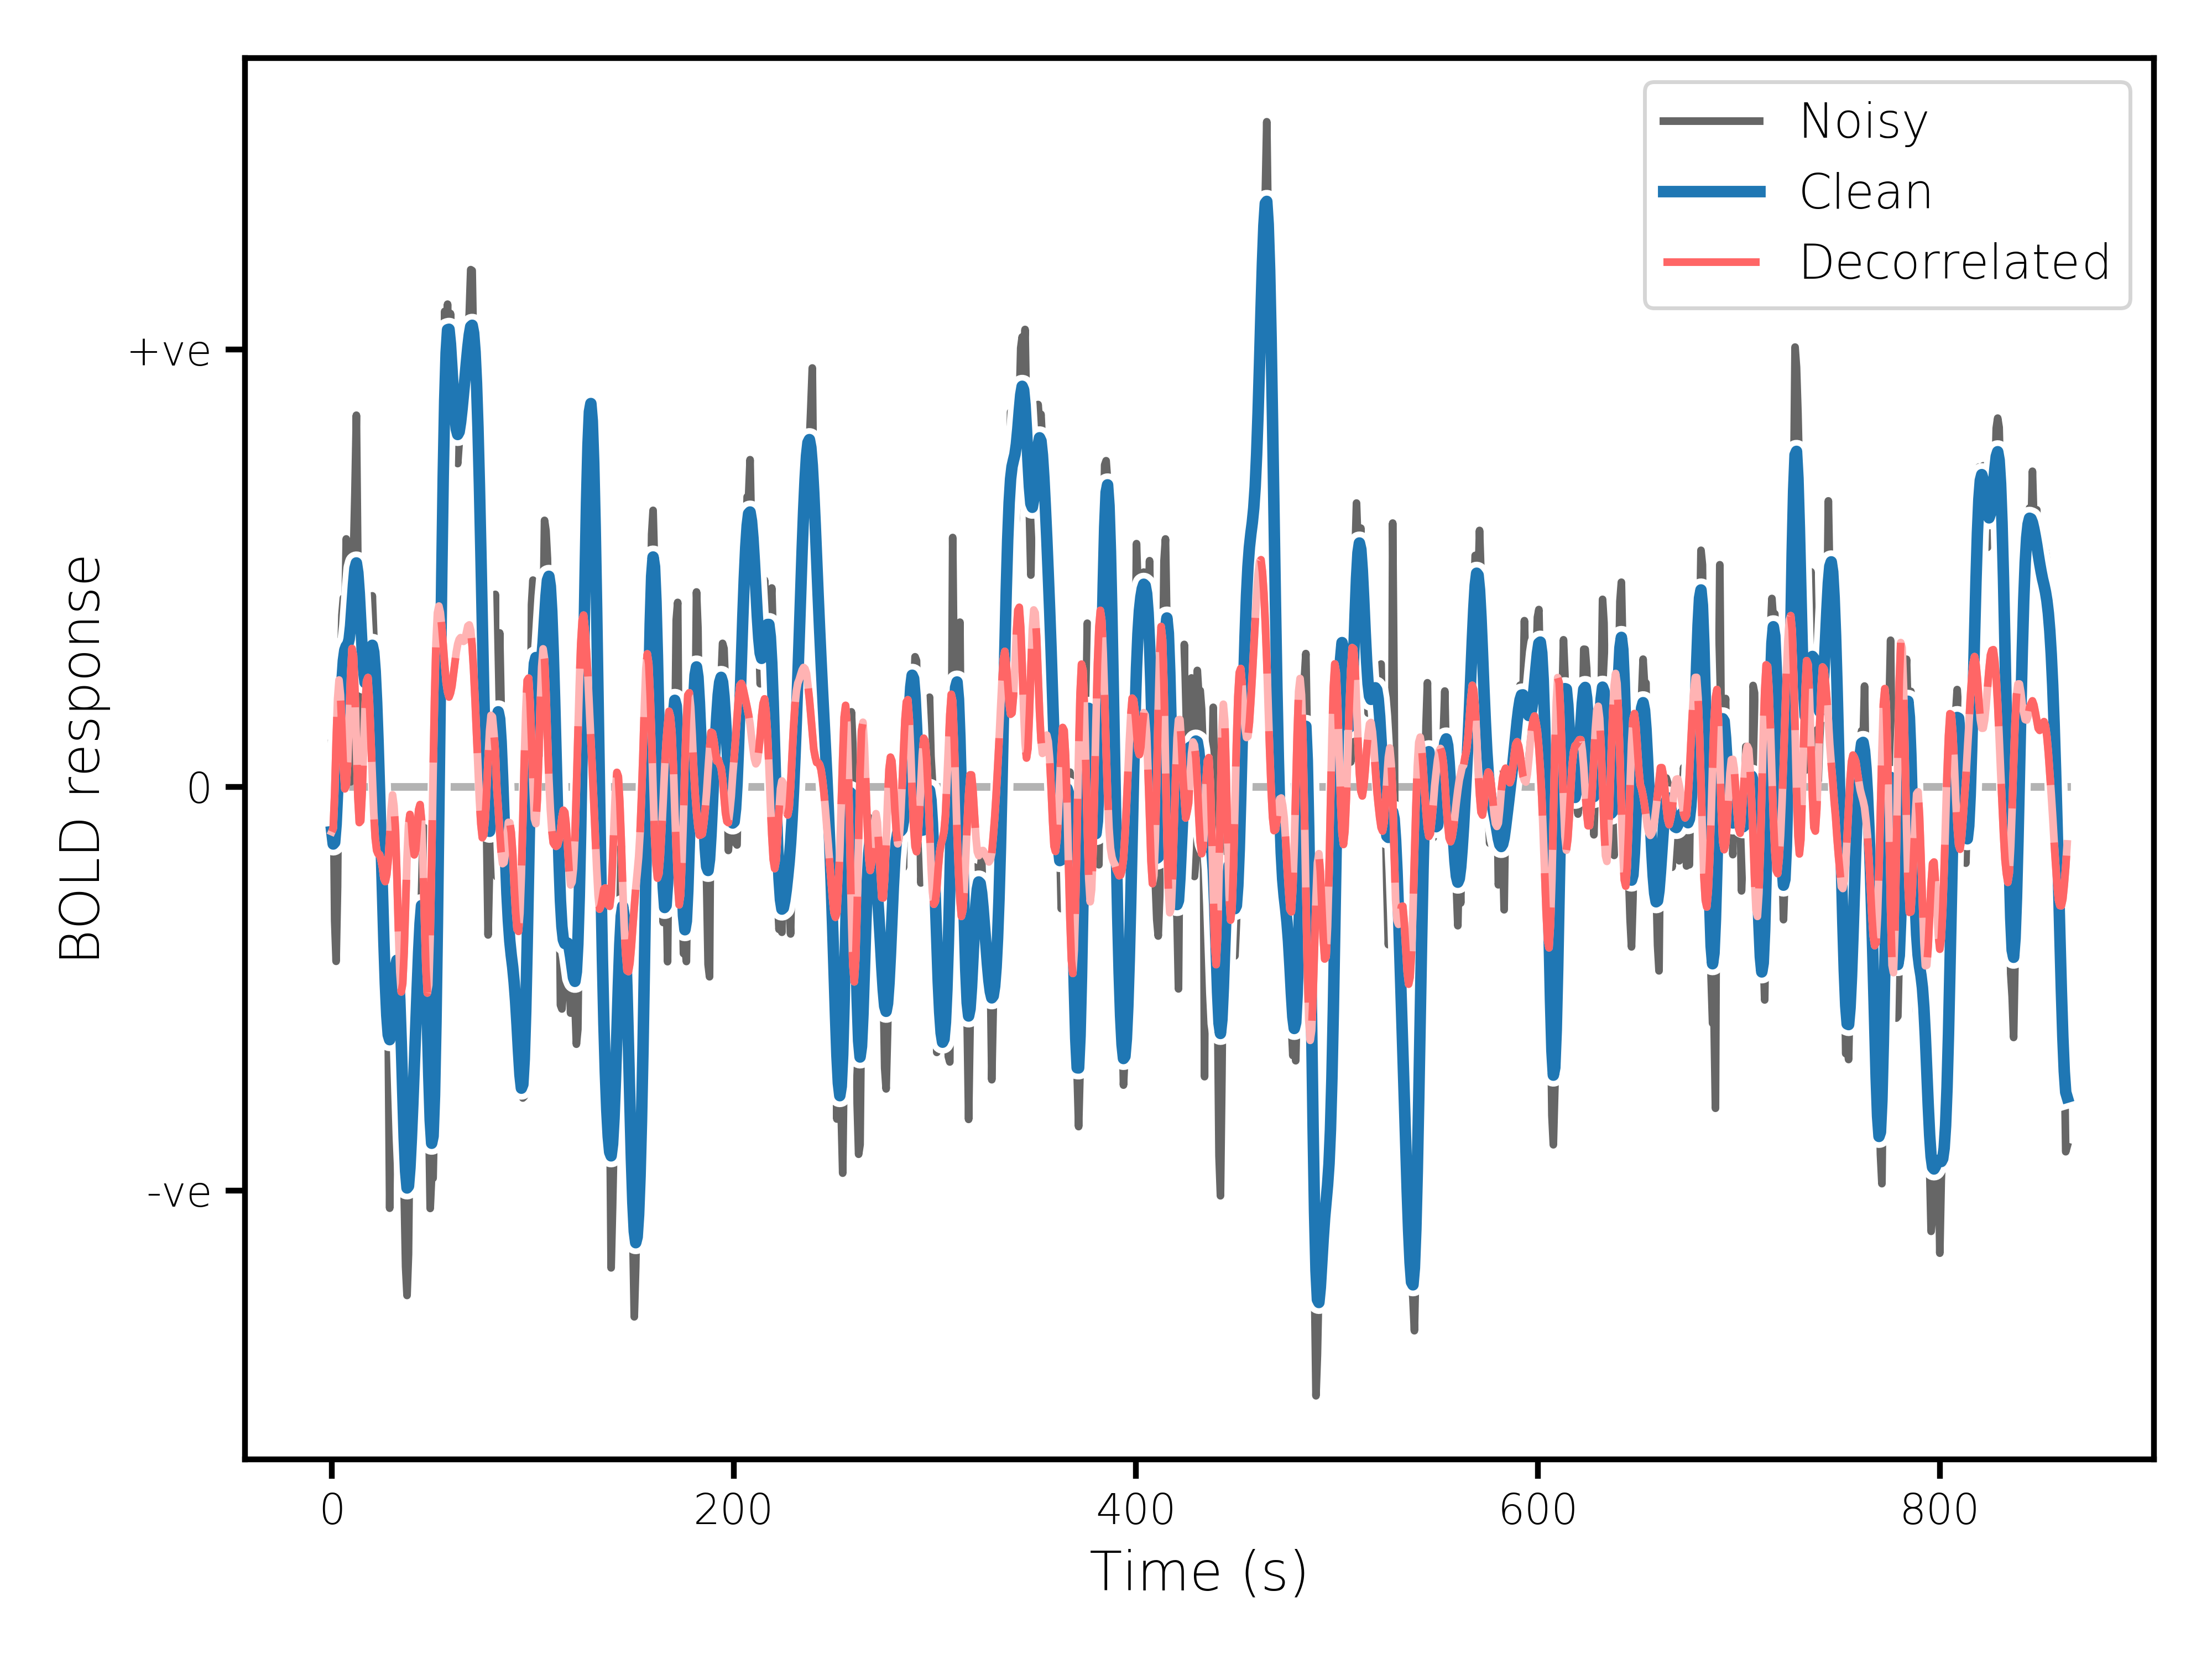 Noisy
Clean
Decorrelated
+ve
0
-ve
BOLD response
0 200 400 600 800
Time (s)